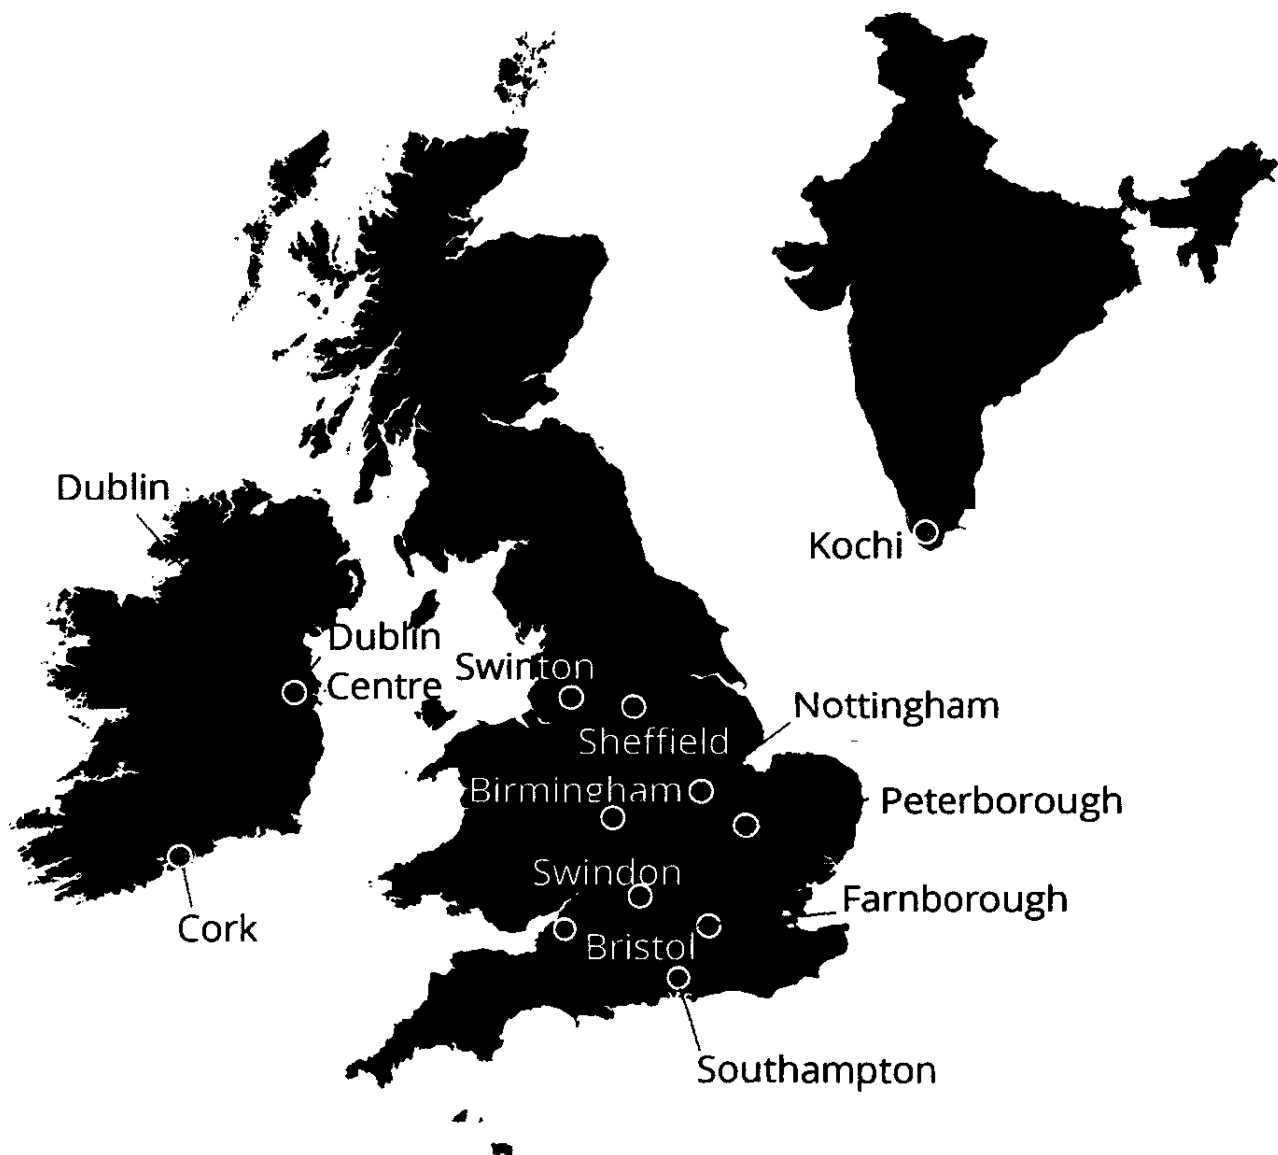 Dublin
Kochi
Dublin
Centre
Swinton
Nottingham
Sheffield
Birmingham
Peterborough
Swindon
Farnborough
Cork
Bristol
Southampton